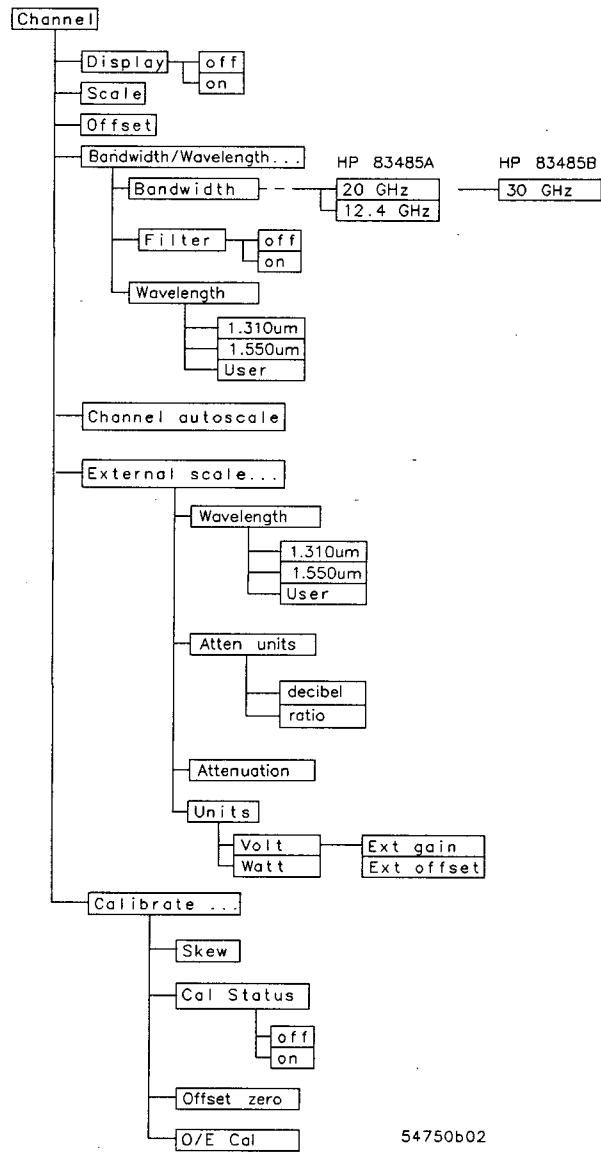 Channel
Display
off
on
Scale
Offset
Bandwidth/Wavelength...
HP 83485A
HP 83485B
Bandwidth
20 GHz
30 GHz
12.4 GHz
Filter
off
on
Wavelength
1.310um
1.550um
User
Channel autoscale
External scale...
Wavelength
1.310um
1.550um
User
Atten units
decibel
ratio
Attenuation
Units
Volt
Ext gain
Watt
Ext offset
Calibrate ...
Skew
Cal Status
off
on
Offset zero
O/E Cal
54750b02